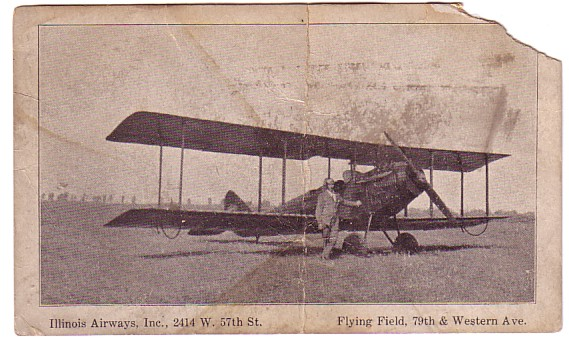 Illinois Airways, Inc., 2414 W. 57th St. Flying Field, 79th & Western Ave.